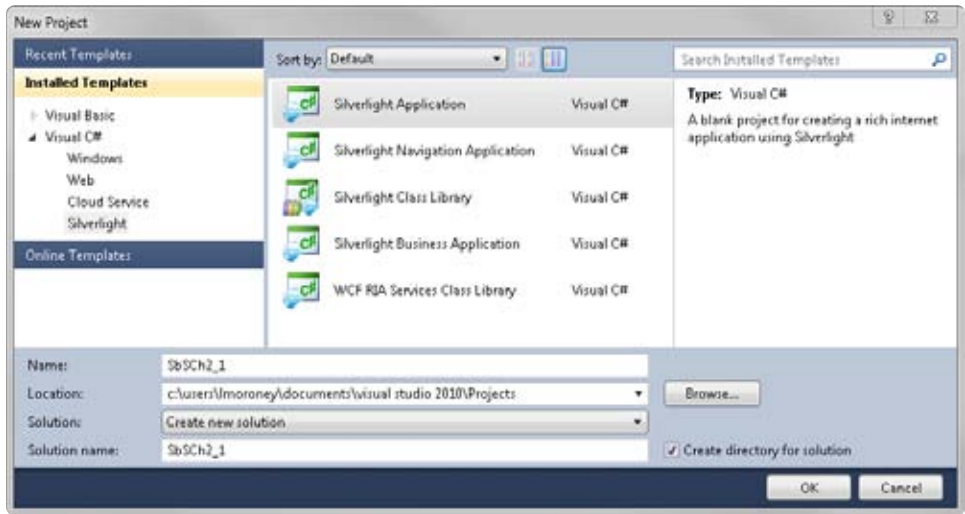 New Project
Recent Templates
Installed Templates
Visual Basic
Visual C#
Windows
Web
Cloud Service
Silverlight
Online Templates
Sort by: Default
Silverlight Application Visual C#
Silverlight Navigation Application Visual C#
Silverlight Class Library Visual C#
Silverlight Business Application Visual C#
WCF RIA Services Class Library Visual C#
Search Installed Templates
Type: Visual C#
A blank project for creating a rich internet
application using Silverlight
Name: SbSCh2_1
Location: c:\users\lmoroney\documents\visual studio 2010\Projects
Browse...
Solution: Create new solution
Solution name: SbSCh2_1
Create directory for solution
OK Cancel